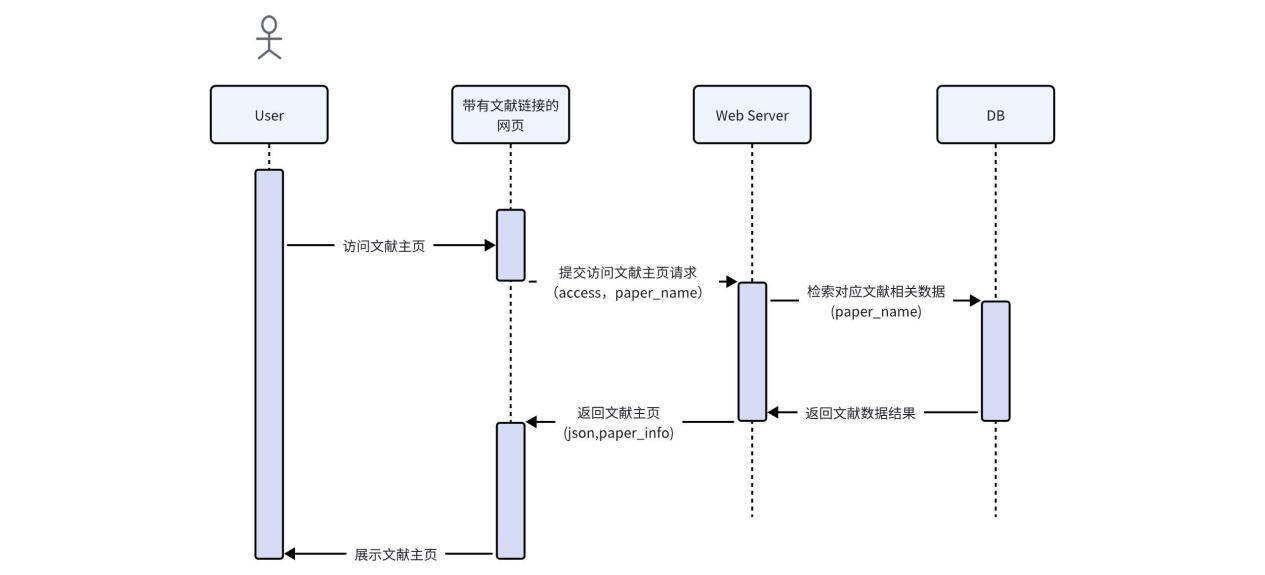 User
带有文献链接的
网页
Web Server
DB
访问文献主页
提交访问文献主页请求
（access，paper_name）
检索对应文献相关数据
(paper_name)
返回文献数据结果
返回文献主页
(json,paper_info)
展示文献主页